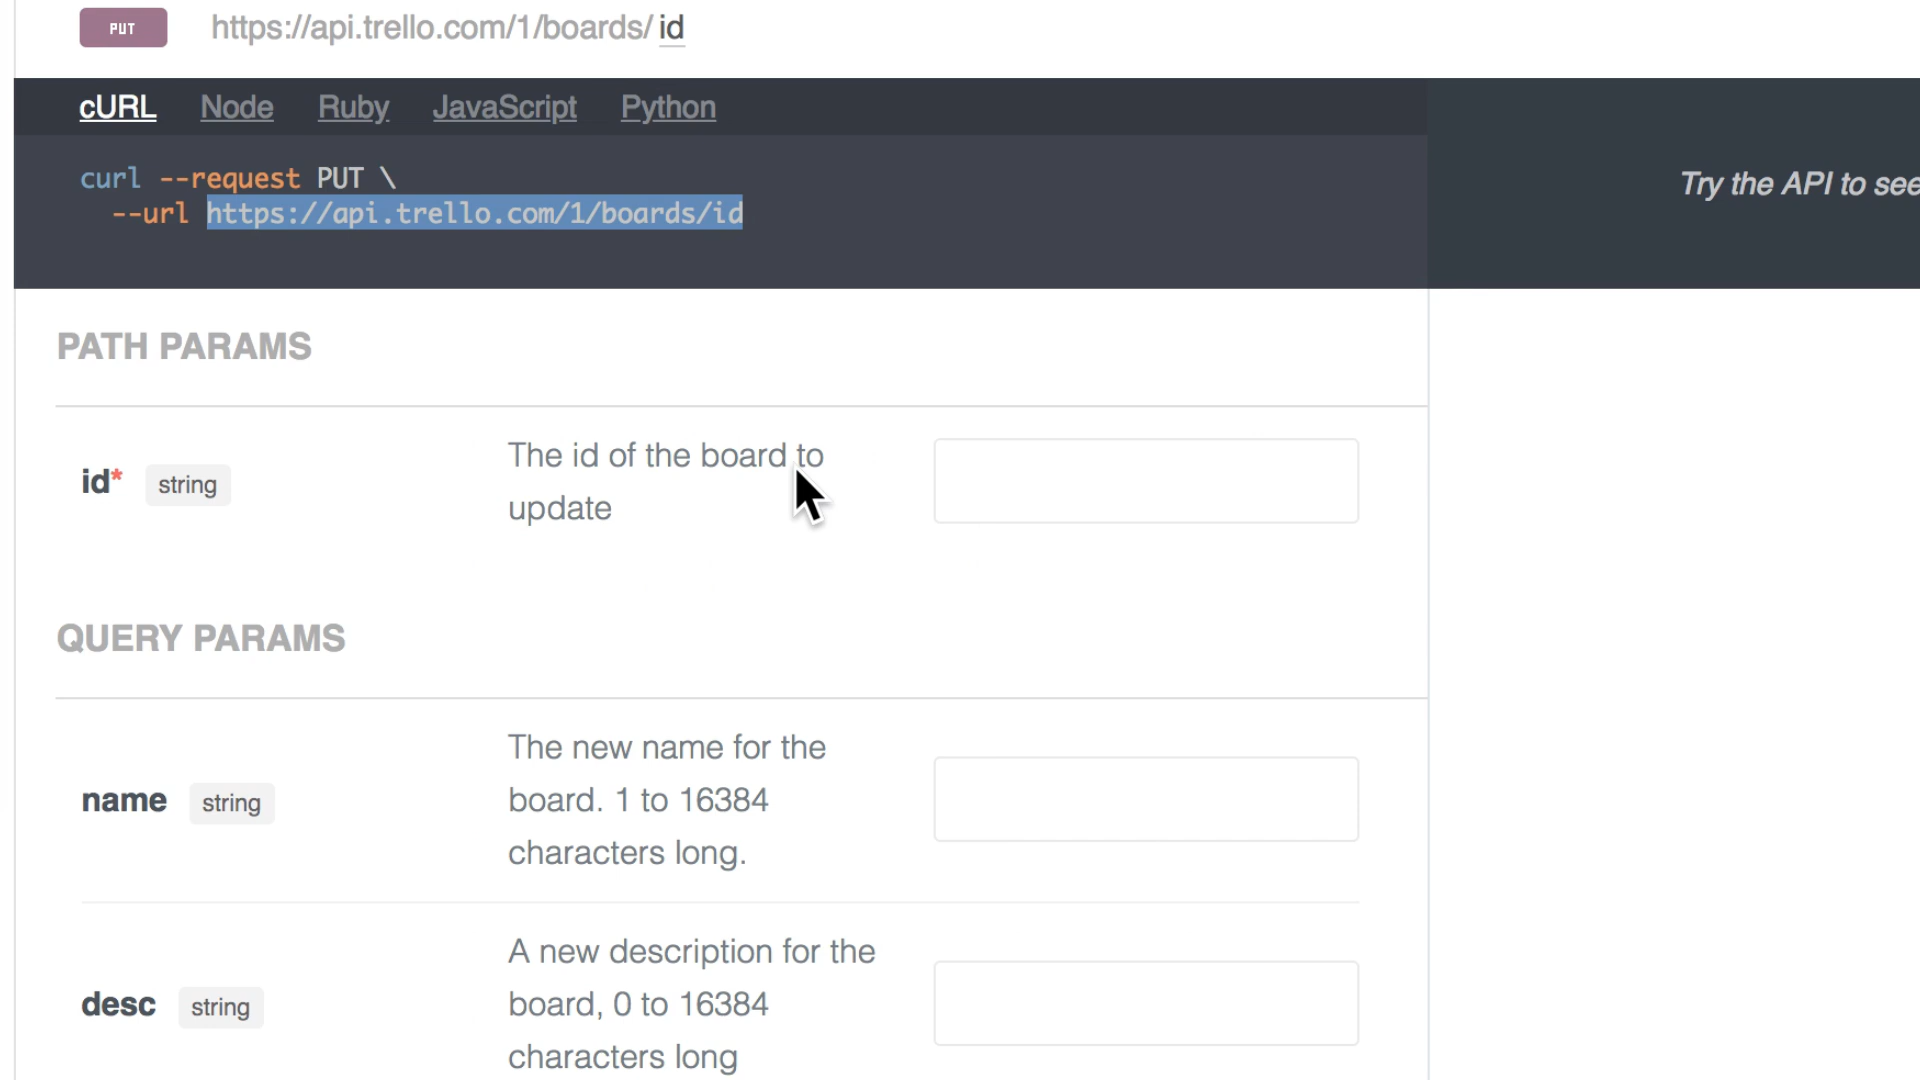 PUT https://api.trello.com/1/boards/ id
cURL Node Ruby JavaScript Python
curl --request PUT \
--url https://api.trello.com/1/boards/id
Try the API to see
PATH PARAMS
id* string
The id of the board to
update
QUERY PARAMS
name string
The new name for the
board. 1 to 16384
characters long.
desc string
A new description for the
board, 0 to 16384
characters long